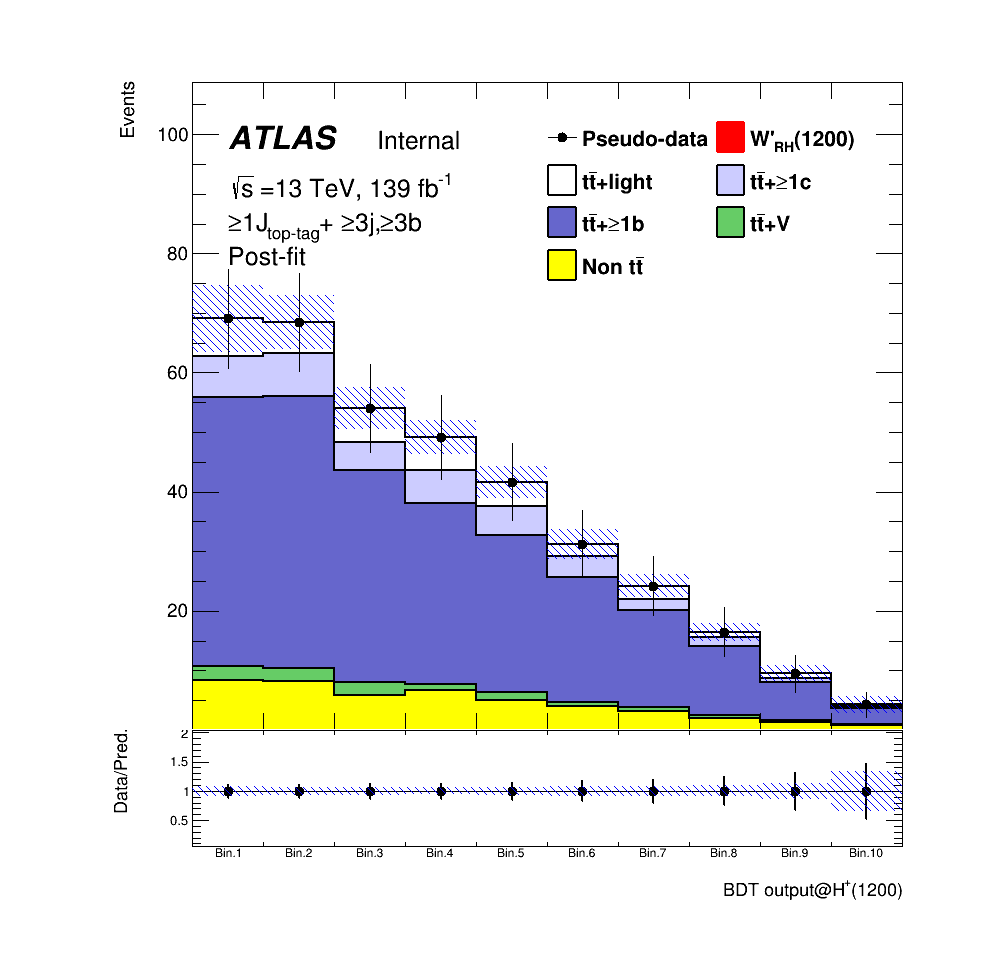 Events
100
80
60
40
20
ATLAS Internal
√s =13 TeV, 139 fb⁻¹
≥1J_top-tag+ ≥3j,≥3b
Post-fit
Pseudo-data
W'_RH(1200)
tt̄+light
tt̄+≥1c
tt̄+≥1b
tt̄+V
Non tt̄
Data/Pred.
2
1.5
1
0.5
Bin.1 Bin.2 Bin.3 Bin.4 Bin.5 Bin.6 Bin.7 Bin.8 Bin.9 Bin.10
BDT output@H⁺(1200)